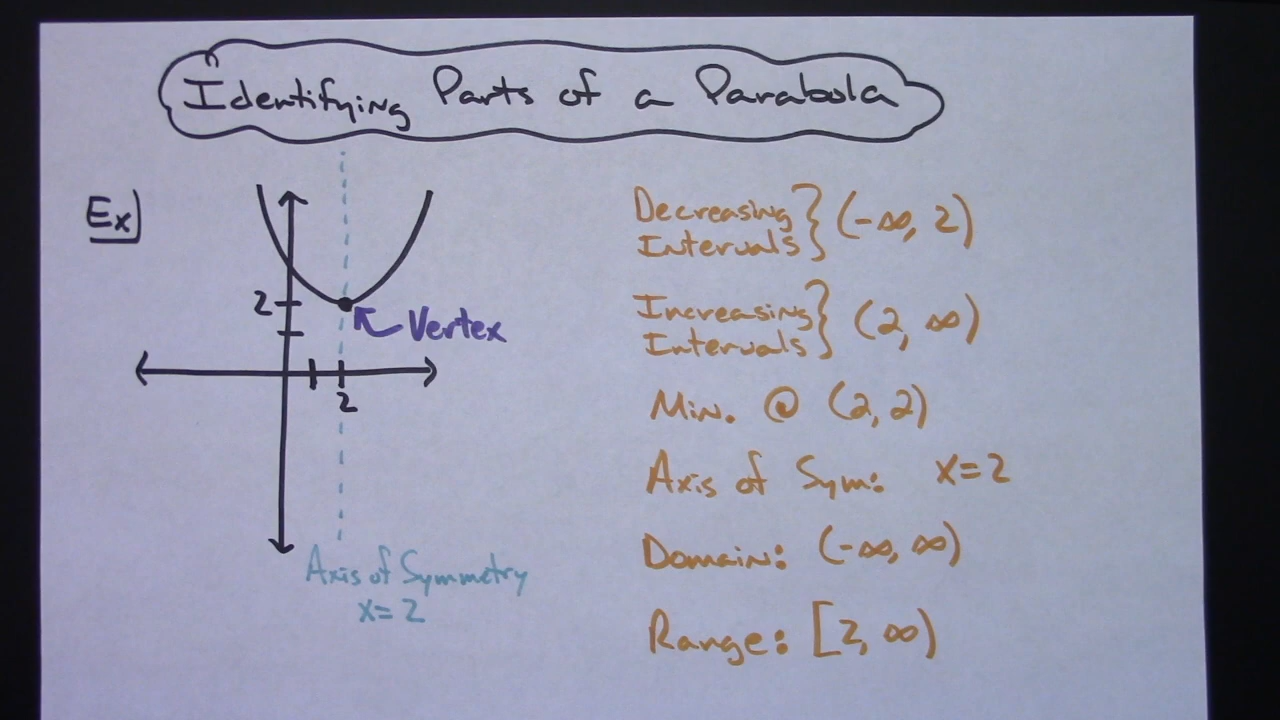 Identifying Parts of a Parabola
Ex)
2
Vertex
2
Axis of Symmetry
x=2
Decreasing
Intervals } (-∞, 2)
Increasing
Intervals } (2, ∞)
Min. @ (2, 2)
Axis of Sym: x=2
Domain: (-∞, ∞)
Range: [2, ∞)